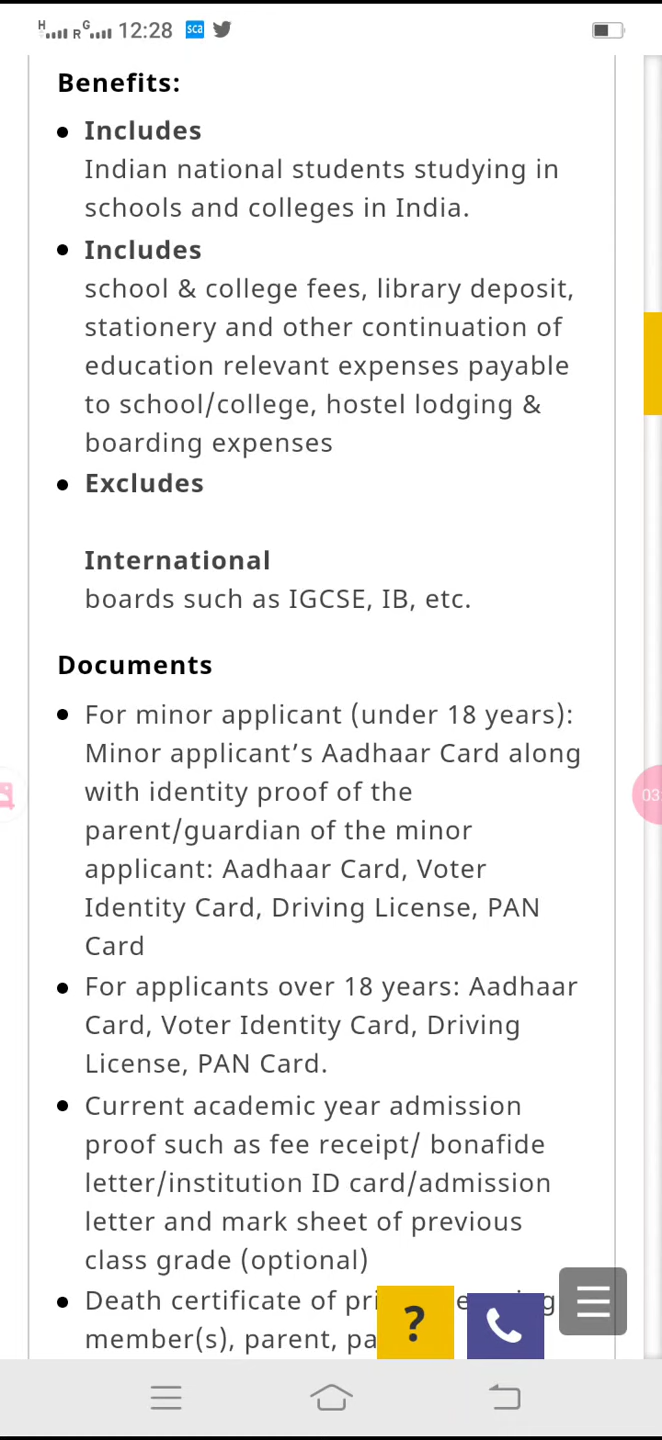 H R G 12:28 sca
Benefits:
Includes
Indian national students studying in
schools and colleges in India.
Includes
school & college fees, library deposit,
stationery and other continuation of
education relevant expenses payable
to school/college, hostel lodging &
boarding expenses
Excludes
International
boards such as IGCSE, IB, etc.
Documents
For minor applicant (under 18 years):
Minor applicant’s Aadhaar Card along
with identity proof of the
parent/guardian of the minor
applicant: Aadhaar Card, Voter
Identity Card, Driving License, PAN
Card
For applicants over 18 years: Aadhaar
Card, Voter Identity Card, Driving
License, PAN Card.
Current academic year admission
proof such as fee receipt/ bonafide
letter/institution ID card/admission
letter and mark sheet of previous
class grade (optional)
Death certificate of
member(s), parent,
?
03